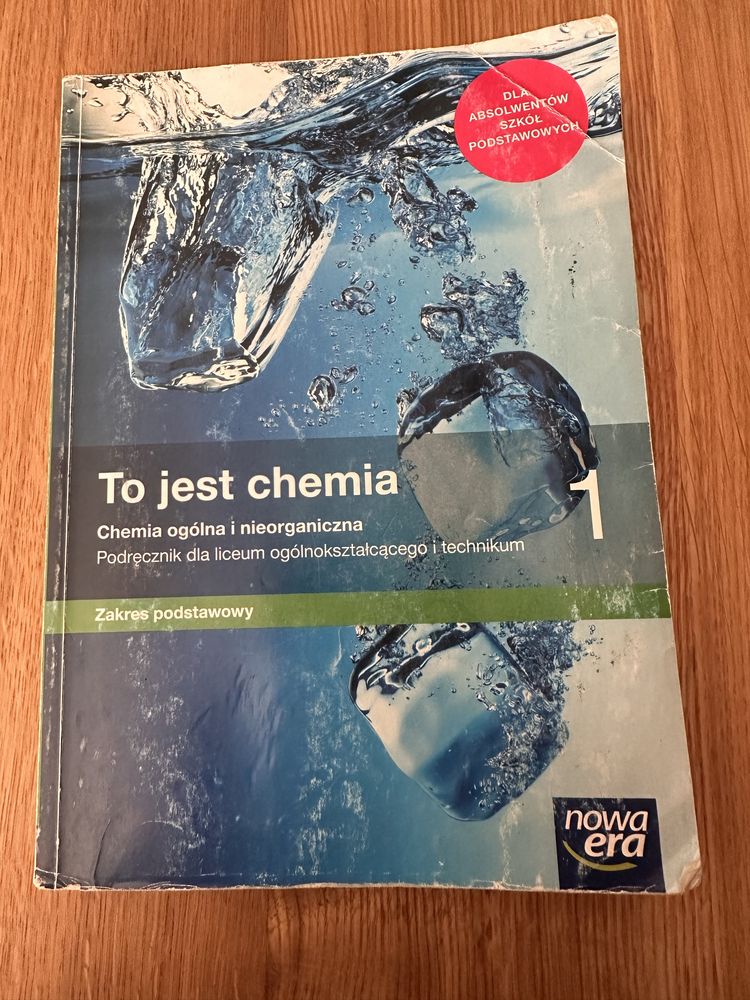 DLA
ABSOLWENTÓW
SZKÓŁ
PODSTAWOWYCH
To jest chemia
1
Chemia ogólna i nieorganiczna
Podręcznik dla liceum ogólnokształcącego i technikum
Zakres podstawowy
nowa
era